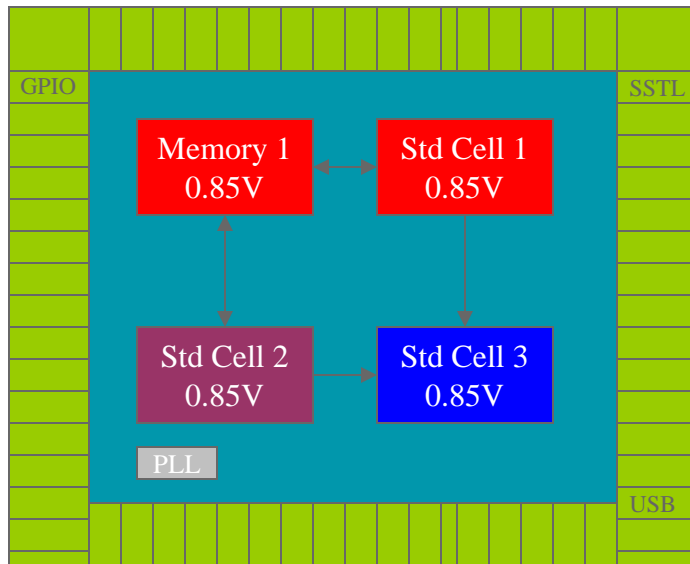 GPIO
SSTL
Memory 1
0.85V
Std Cell 1
0.85V
Std Cell 2
0.85V
Std Cell 3
0.85V
PLL
USB